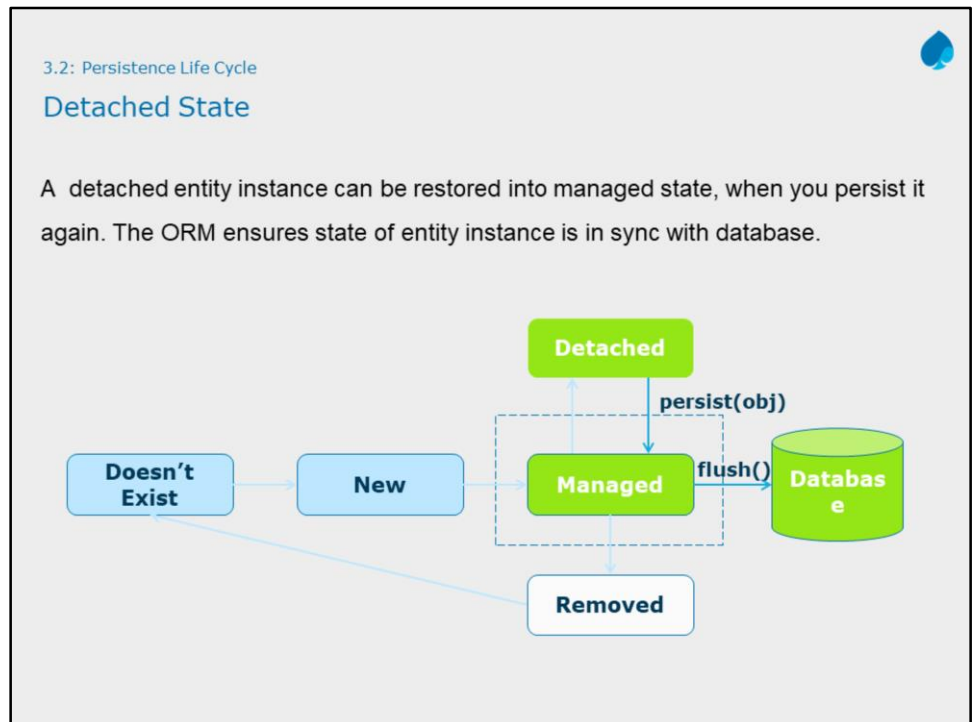 3.2: Persistence Life Cycle
Detached State
A detached entity instance can be restored into managed state, when you persist it
again. The ORM ensures state of entity instance is in sync with database.
Detached
persist(obj)
Doesn't
Exist
New
Managed
flush()
Databas
e
Removed